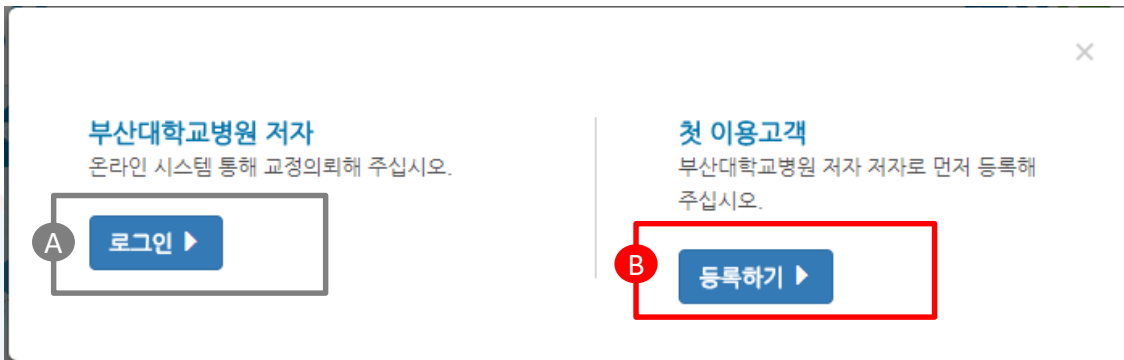 ×
부산대학교병원 저자
온라인 시스템 통해 교정의뢰해 주십시오.
A
로그인 ▶
첫 이용고객
부산대학교병원 저자 저자로 먼저 등록해
주십시오.
B
등록하기 ▶